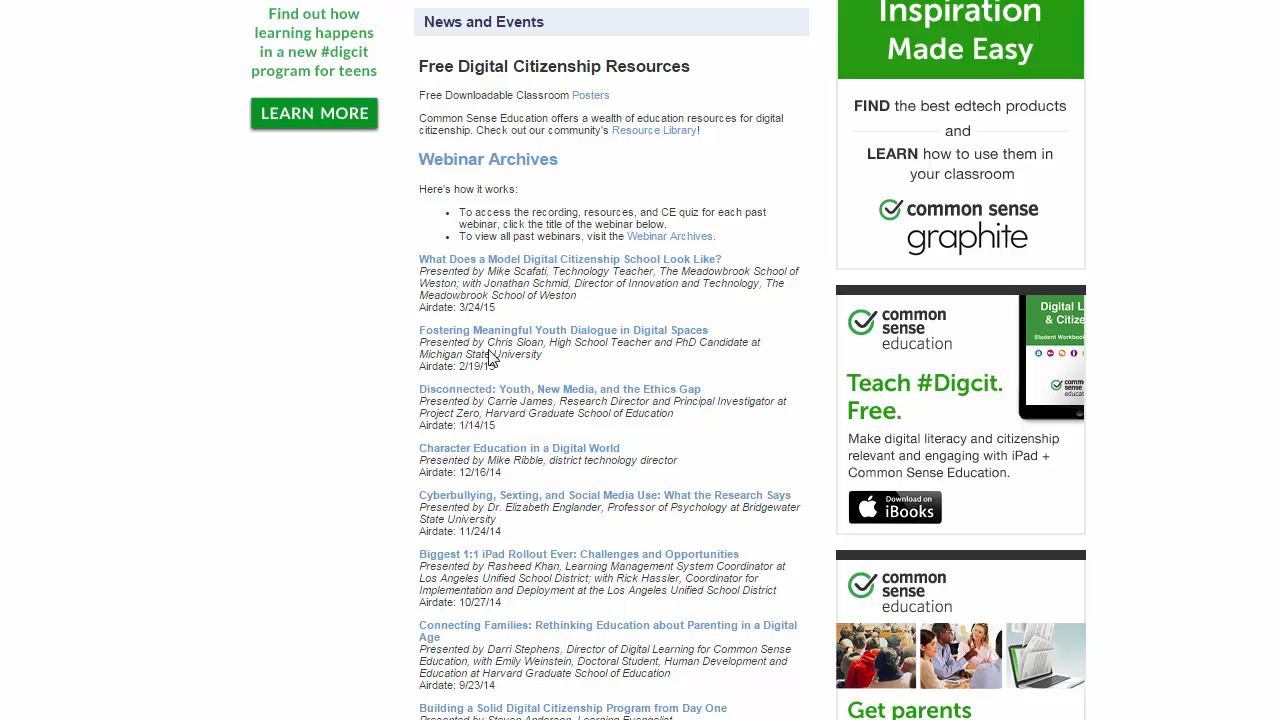 Find out how
learning happens
in a new #digcit
program for teens
LEARN MORE
News and Events
Free Digital Citizenship Resources
Free Downloadable Classroom Posters
Common Sense Education offers a wealth of education resources for digital
citizenship. Check out our community's Resource Library!
Webinar Archives
Here's how it works:
• To access the recording, resources, and CE quiz for each past
webinar, click the title of the webinar below.
• To view all past webinars, visit the Webinar Archives.
What Does a Model Digital Citizenship School Look Like?
Presented by Mike Scafati, Technology Teacher, The Meadowbrook School of
Weston; with Jonathan Schmid, Director of Innovation and Technology, The
Meadowbrook School of Weston
Airdate: 3/24/15
Fostering Meaningful Youth Dialogue in Digital Spaces
Presented by Chris Sloan, High School Teacher and PhD Candidate at
Michigan State University
Airdate: 2/19/15
Disconnected: Youth, New Media, and the Ethics Gap
Presented by Carrie James, Research Director and Principal Investigator at
Project Zero, Harvard Graduate School of Education
Airdate: 1/14/15
Character Education in a Digital World
Presented by Mike Ribble, district technology director
Airdate: 12/16/14
Cyberbullying, Sexting, and Social Media Use: What the Research Says
Presented by Dr. Elizabeth Englander, Professor of Psychology at Bridgewater
State University
Airdate: 11/24/14
Biggest 1:1 iPad Rollout Ever: Challenges and Opportunities
Presented by Rasheed Khan, Learning Management System Coordinator at
Los Angeles Unified School District; with Rick Hassler, Coordinator for
Implementation and Deployment at the Los Angeles Unified School District
Airdate: 10/27/14
Connecting Families: Rethinking Education about Parenting in a Digital
Age
Presented by Darri Stephens, Director of Digital Learning for Common Sense
Education, with Emily Weinstein, Doctoral Student, Human Development and
Education at Harvard Graduate School of Education
Airdate: 9/23/14
Building a Solid Digital Citizenship Program from Day One
Presented by Steven Anderson, Learning Evangelist
Inspiration
Made Easy
FIND the best edtech products
and
LEARN how to use them in
your classroom
common sense
graphite
common
sense
education
Digital L
& Citize
Student Workbook
Teach #Digcit.
Free.
Make digital literacy and citizenship
relevant and engaging with iPad +
Common Sense Education.
Download on
iBooks
common
sense
education
Get parents